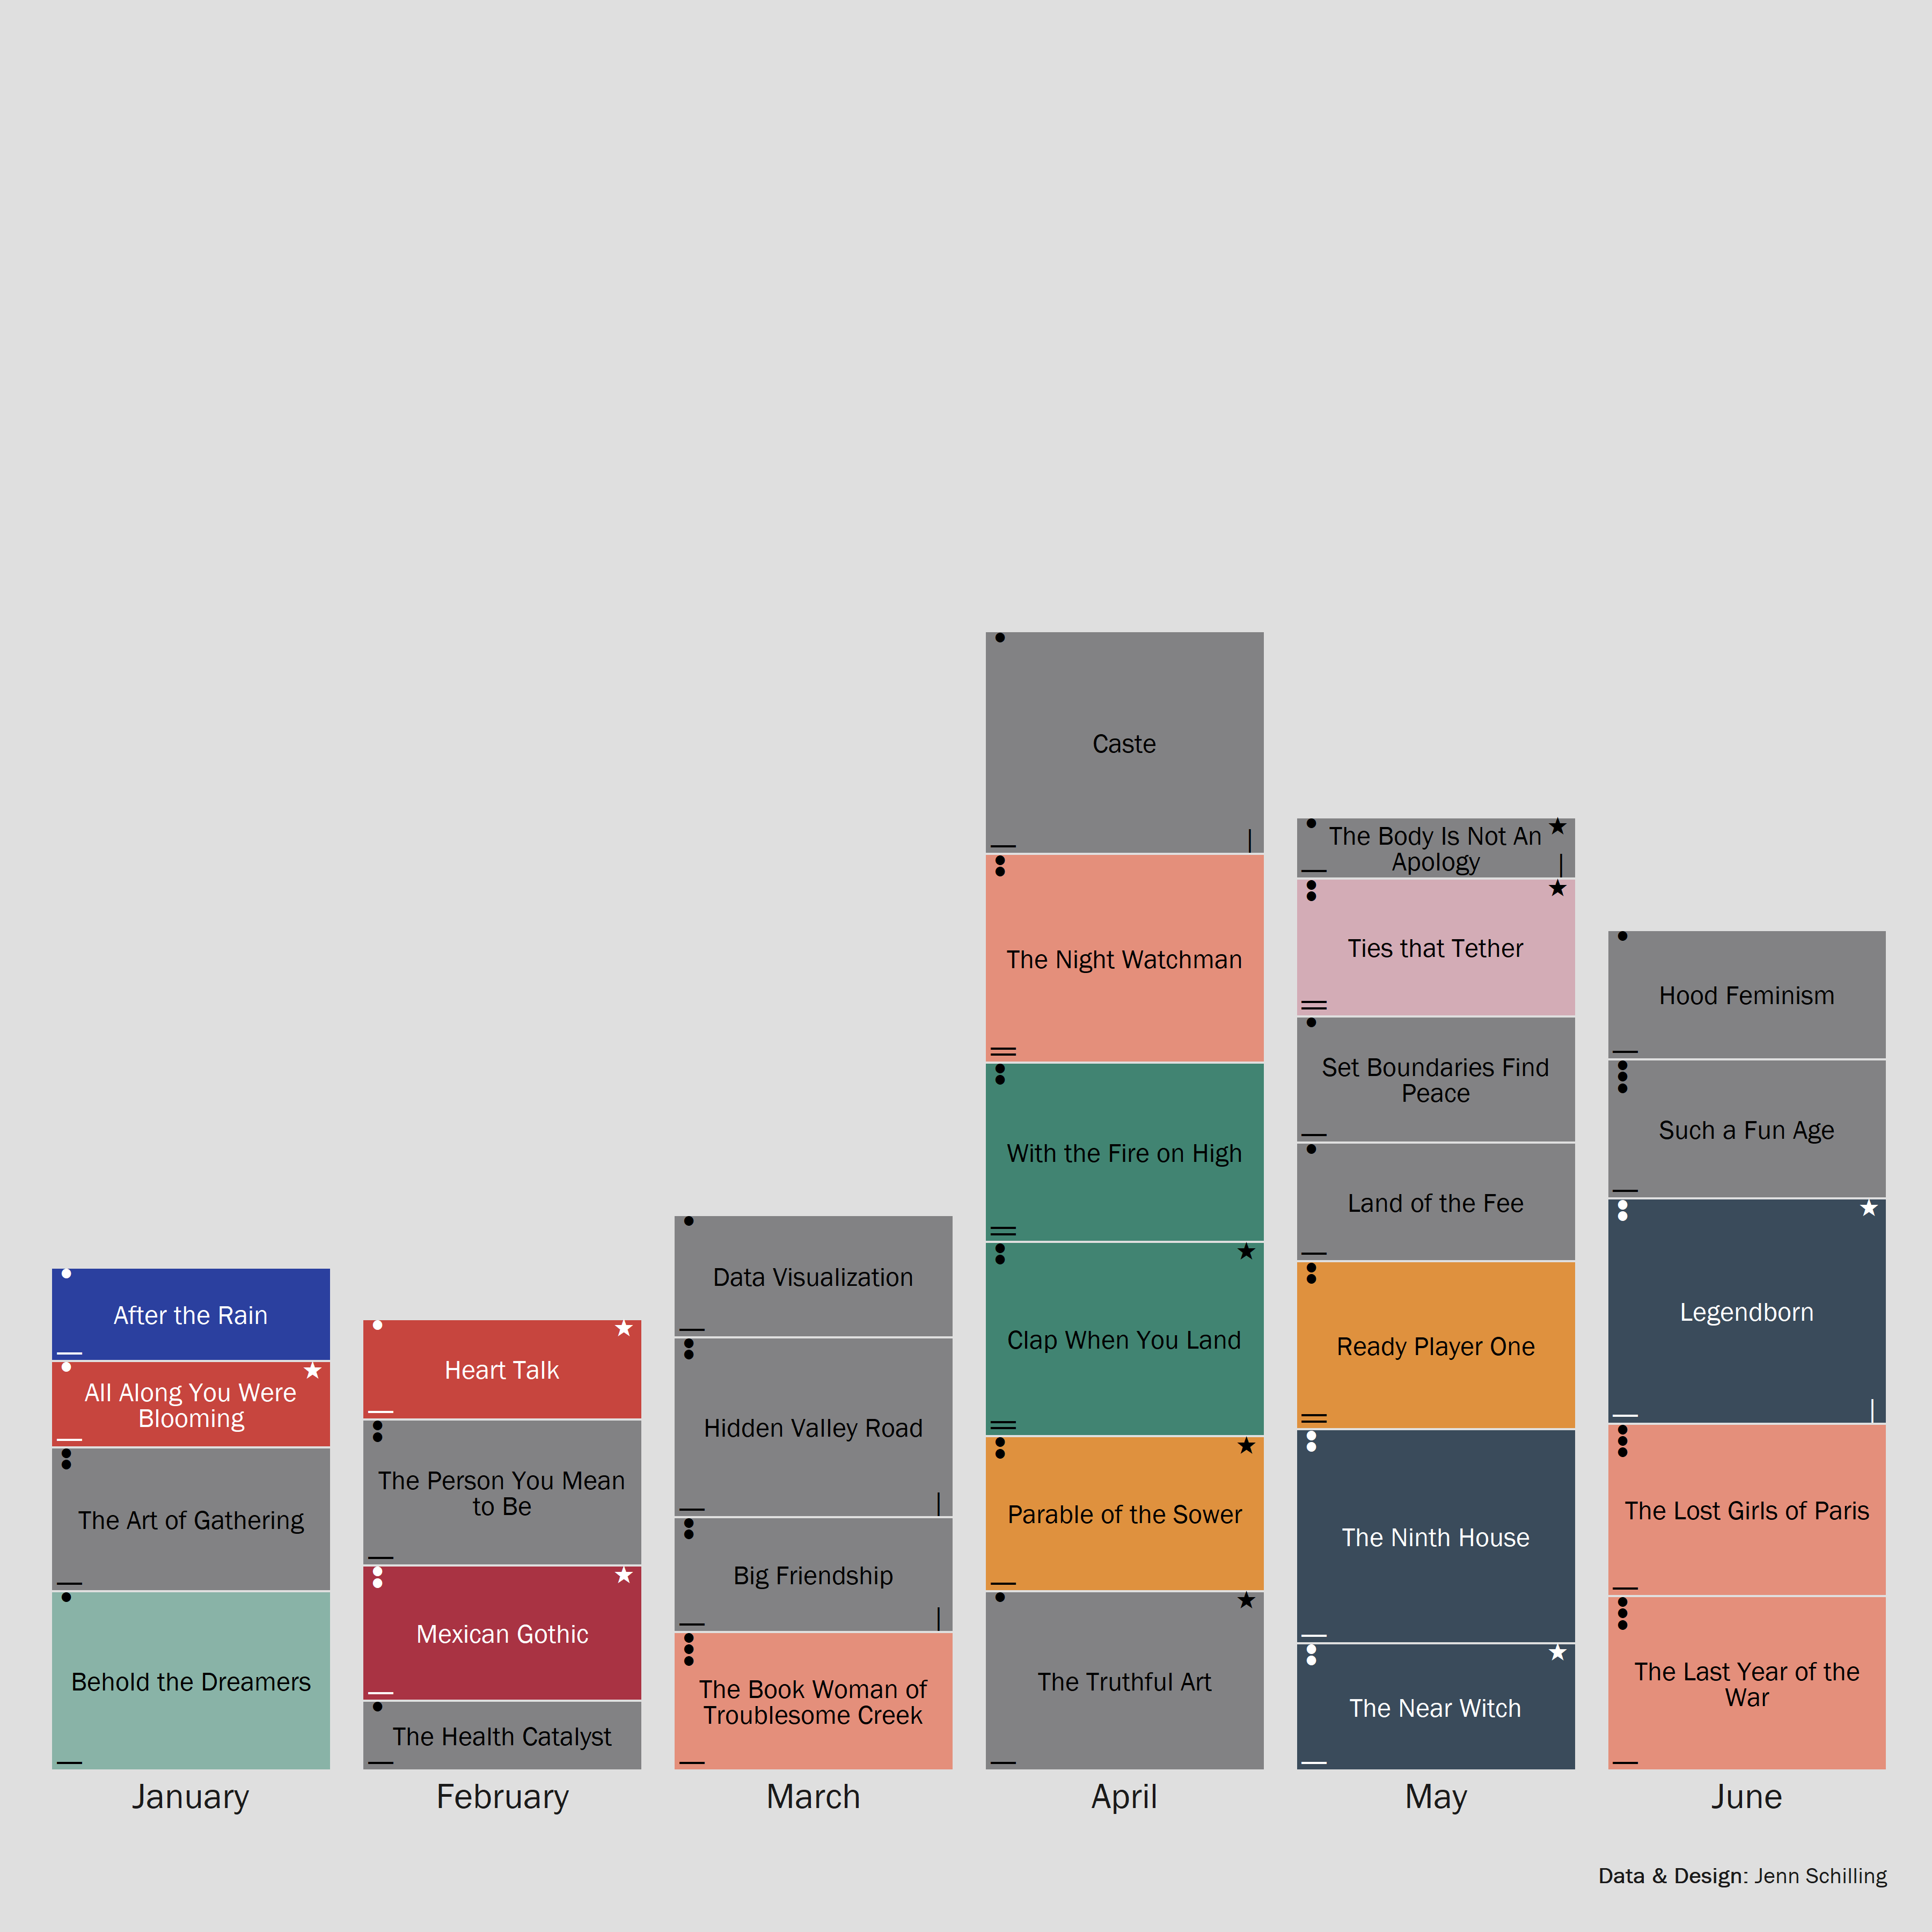 After the Rain
All Along You Were
Blooming
The Art of Gathering
Behold the Dreamers
January
Heart Talk
The Person You Mean
to Be
Mexican Gothic
The Health Catalyst
February
Data Visualization
Hidden Valley Road
Big Friendship
The Book Woman of
Troublesome Creek
March
Caste
The Night Watchman
With the Fire on High
Clap When You Land
Parable of the Sower
The Truthful Art
April
The Body Is Not An
Apology
Ties that Tether
Set Boundaries Find
Peace
Land of the Fee
Ready Player One
The Ninth House
The Near Witch
May
Hood Feminism
Such a Fun Age
Legendborn
The Lost Girls of Paris
The Last Year of the
War
June
Data & Design: Jenn Schilling